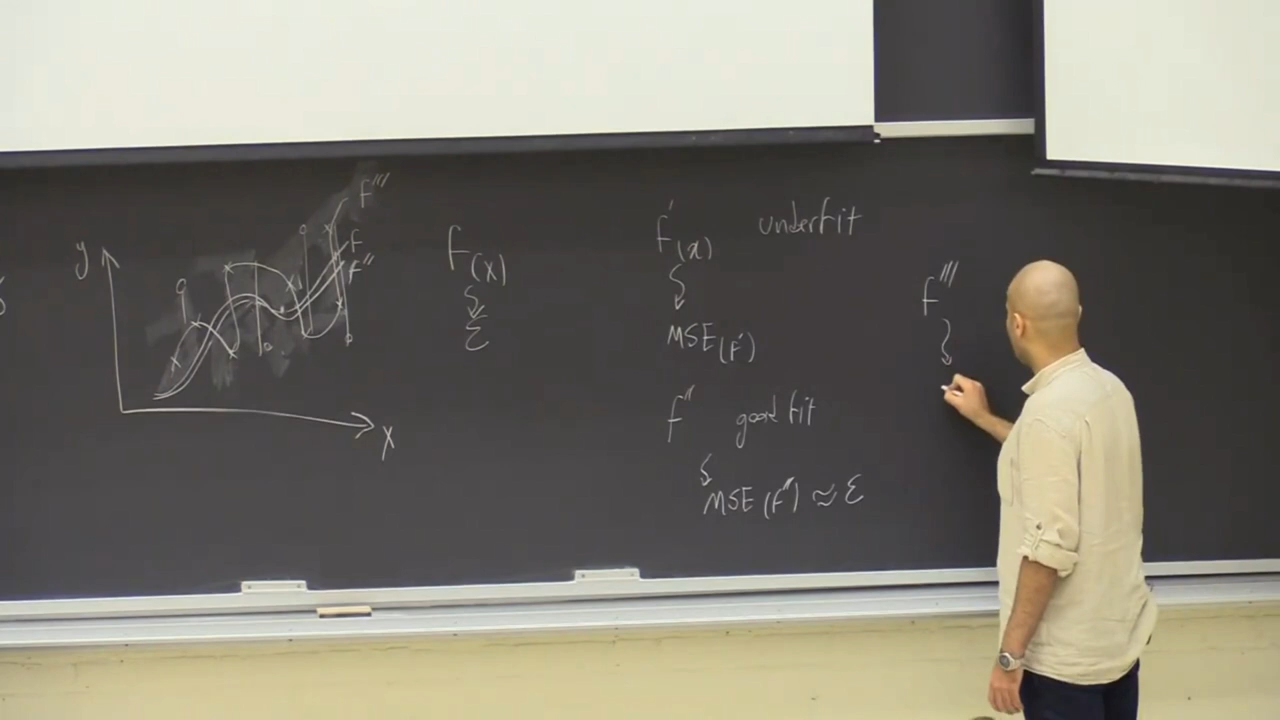 y
f'''
f
f''
x
f(x)
ε
f'(x) underfit
MSE(f')
f'' good fit
MSE(f'') ≈ ε
f'''